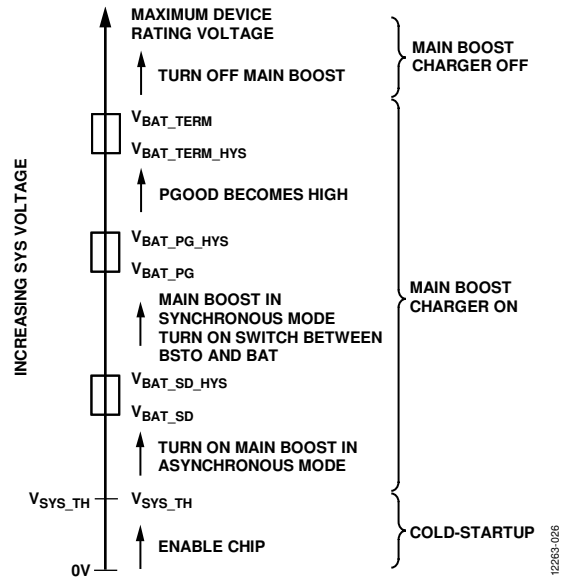 MAXIMUM DEVICE
RATING VOLTAGE
TURN OFF MAIN BOOST
MAIN BOOST
CHARGER OFF
VBAT_TERM
VBAT_TERM_HYS
PGOOD BECOMES HIGH
INCREASING SYS VOLTAGE
VBAT_PG_HYS
VBAT_PG
MAIN BOOST IN
SYNCHRONOUS MODE
TURN ON SWITCH BETWEEN
BSTO AND BAT
MAIN BOOST
CHARGER ON
VBAT_SD_HYS
VBAT_SD
TURN ON MAIN BOOST IN
ASYNCHRONOUS MODE
VSYS_TH
VSYS_TH
ENABLE CHIP
COLD-STARTUP
0V
12263-026